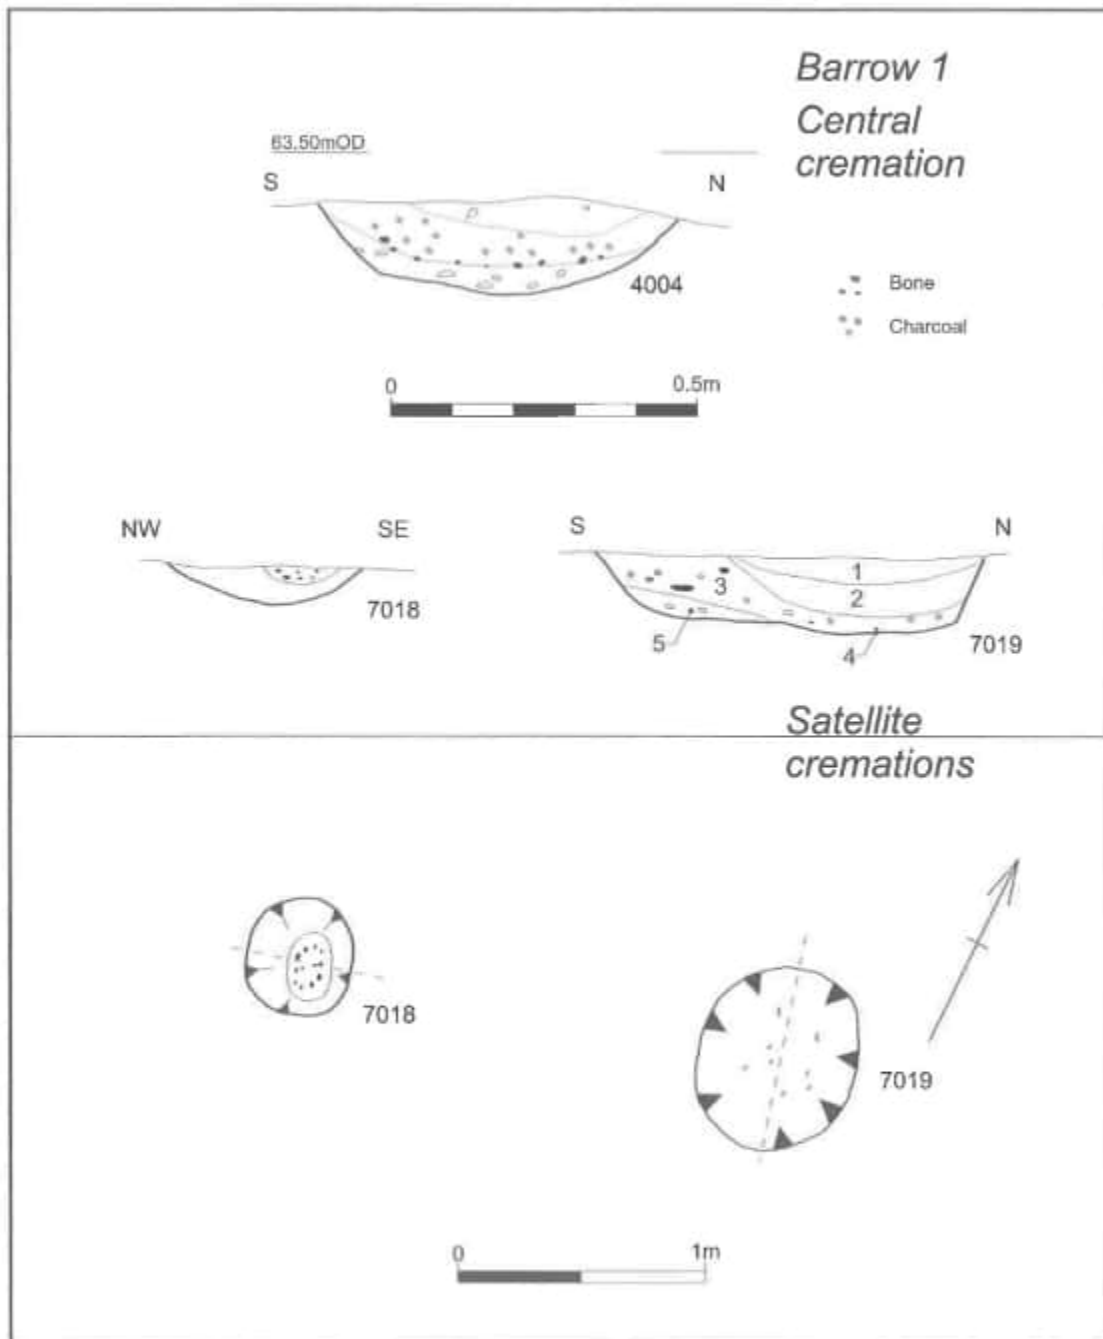 Barrow 1
Central
cremation
63.50mOD
S
N
4004
Bone
Charcoal
0
0.5m
NW
SE
7018
S
N
1
2
3
5
4
7019
Satellite
cremations
7018
7019
0
1m